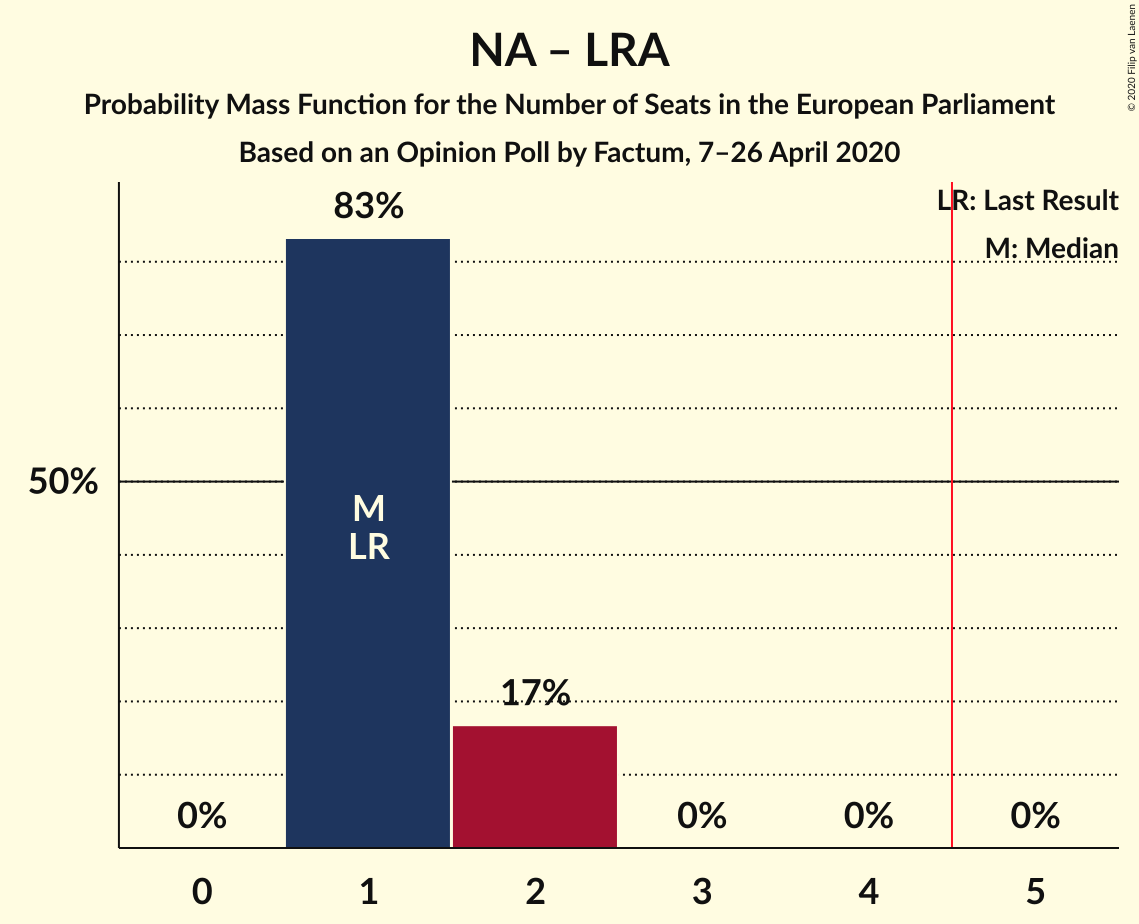 NA – LRA
Probability Mass Function for the Number of Seats in the European Parliament
Based on an Opinion Poll by Factum, 7–26 April 2020
© 2020 Filip van Laenen
LR: Last Result
M: Median
83%
50%
M
LR
17%
0%
0%
0%
0%
0 1 2 3 4 5